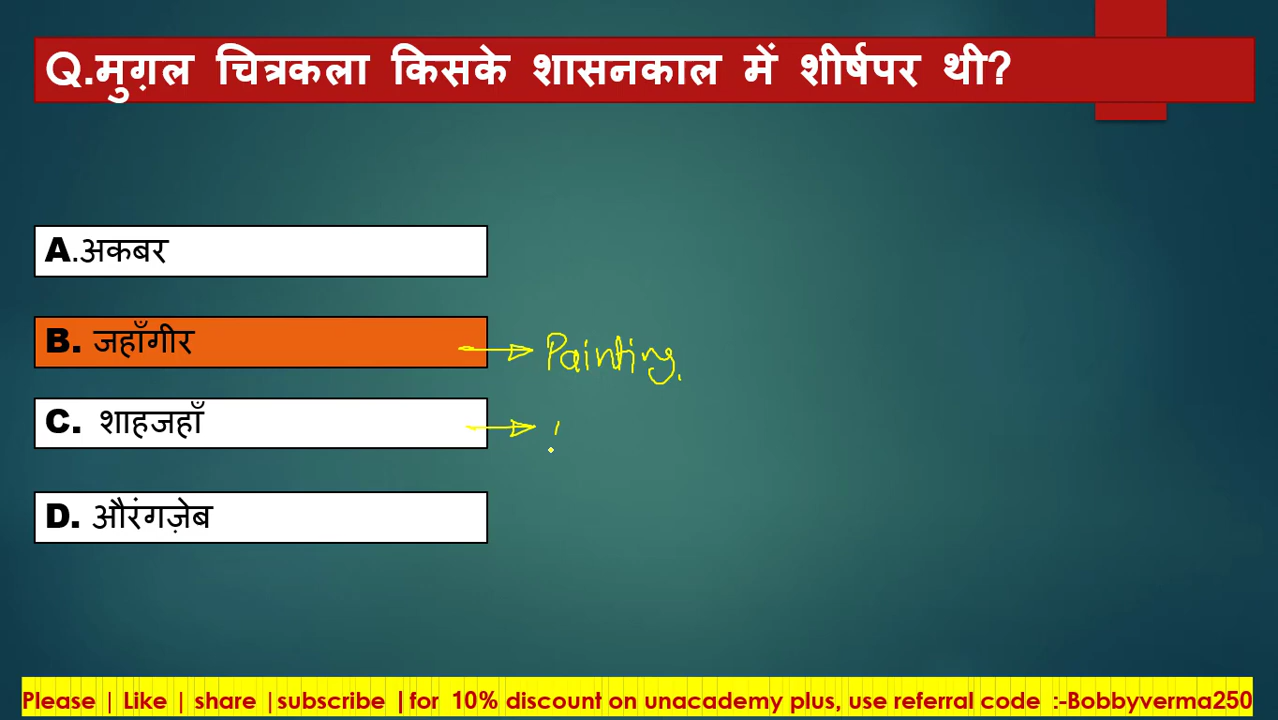 Q.मुग़ल चित्रकला किसके शासनकाल में शीर्षपर थी?
A.अकबर
B. जहाँगीर
Painting.
C. शाहजहाँ
D. औरंगज़ेब
Please | Like | share |subscribe | for 10% discount on unacademy plus, use referral code :-Bobbyverma250